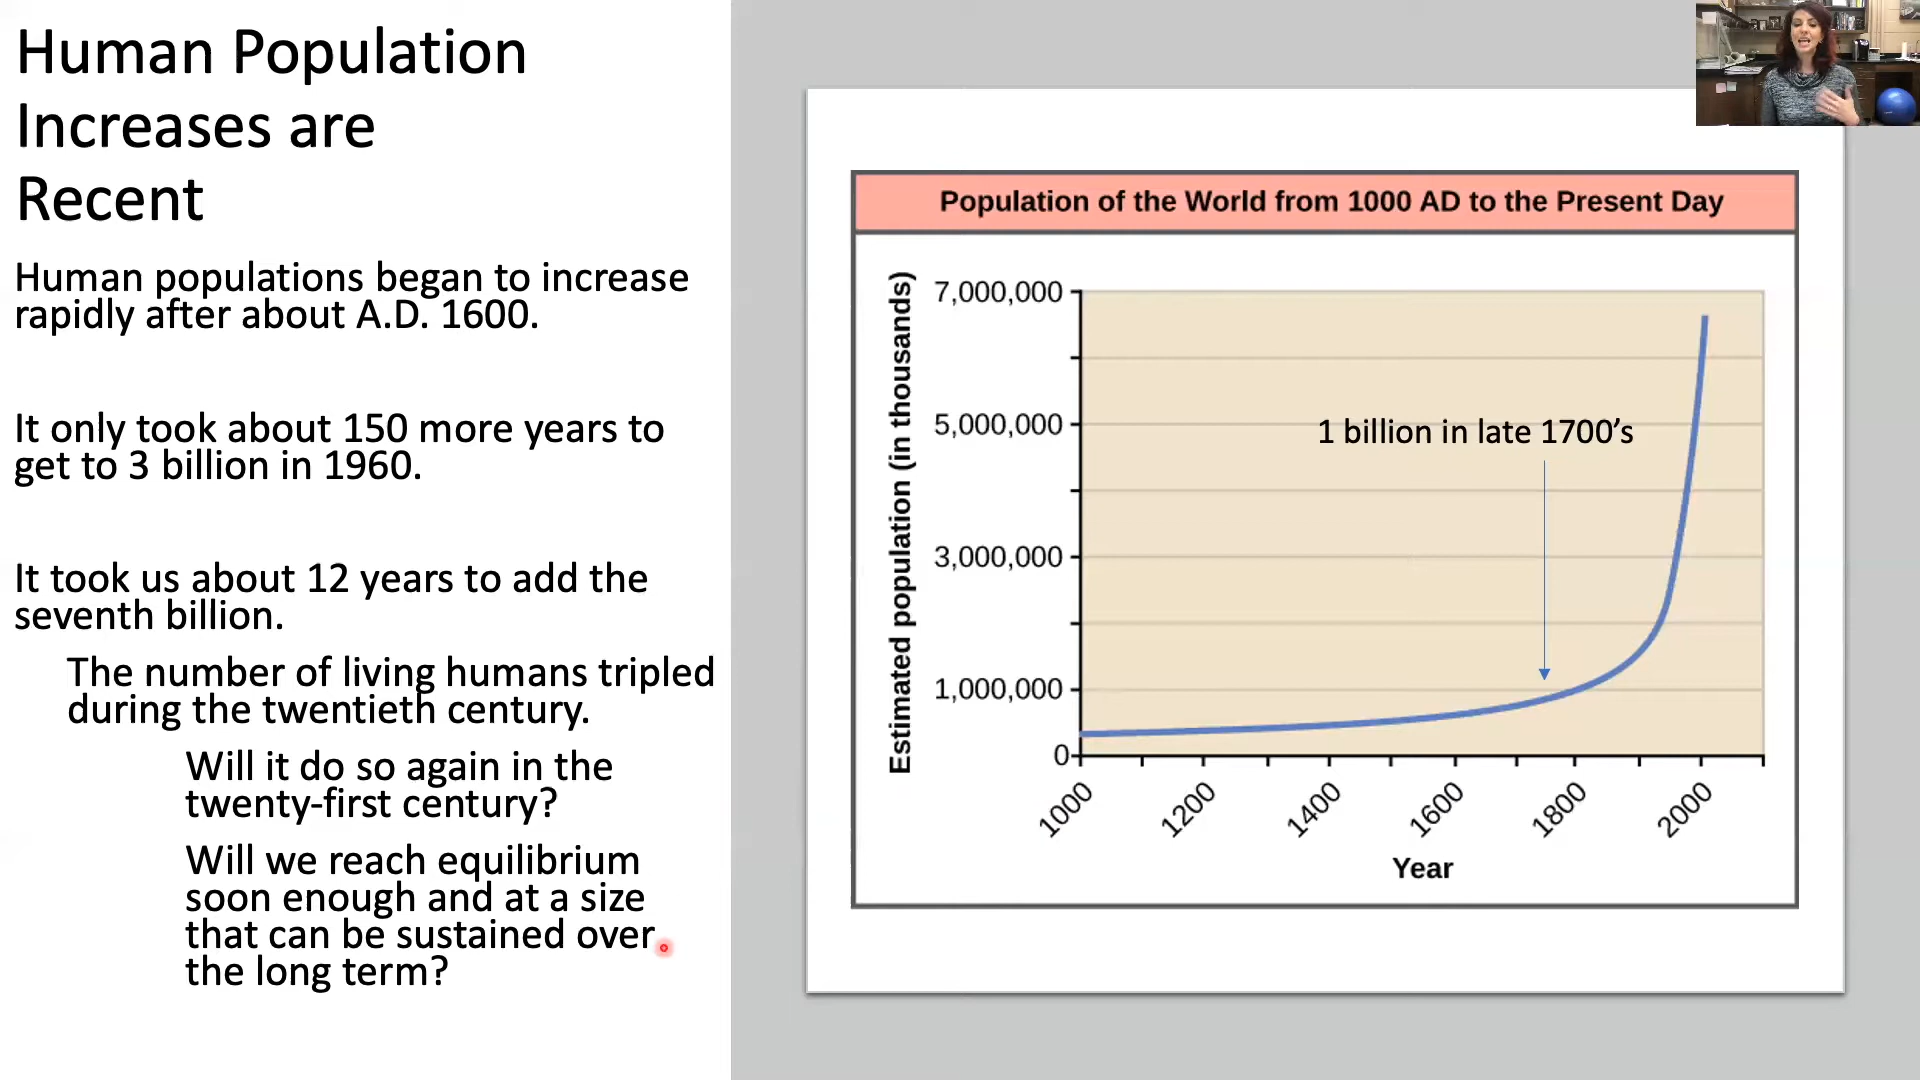 Human Population
Increases are
Recent
Human populations began to increase
rapidly after about A.D. 1600.
It only took about 150 more years to
get to 3 billion in 1960.
It took us about 12 years to add the
seventh billion.
The number of living humans tripled
during the twentieth century.
Will it do so again in the
twenty-first century?
Will we reach equilibrium
soon enough and at a size
that can be sustained over
the long term?
Population of the World from 1000 AD to the Present Day
Estimated population (in thousands)
7,000,000
5,000,000
3,000,000
1,000,000
0
1 billion in late 1700’s
1000
1200
1400
1600
1800
2000
Year